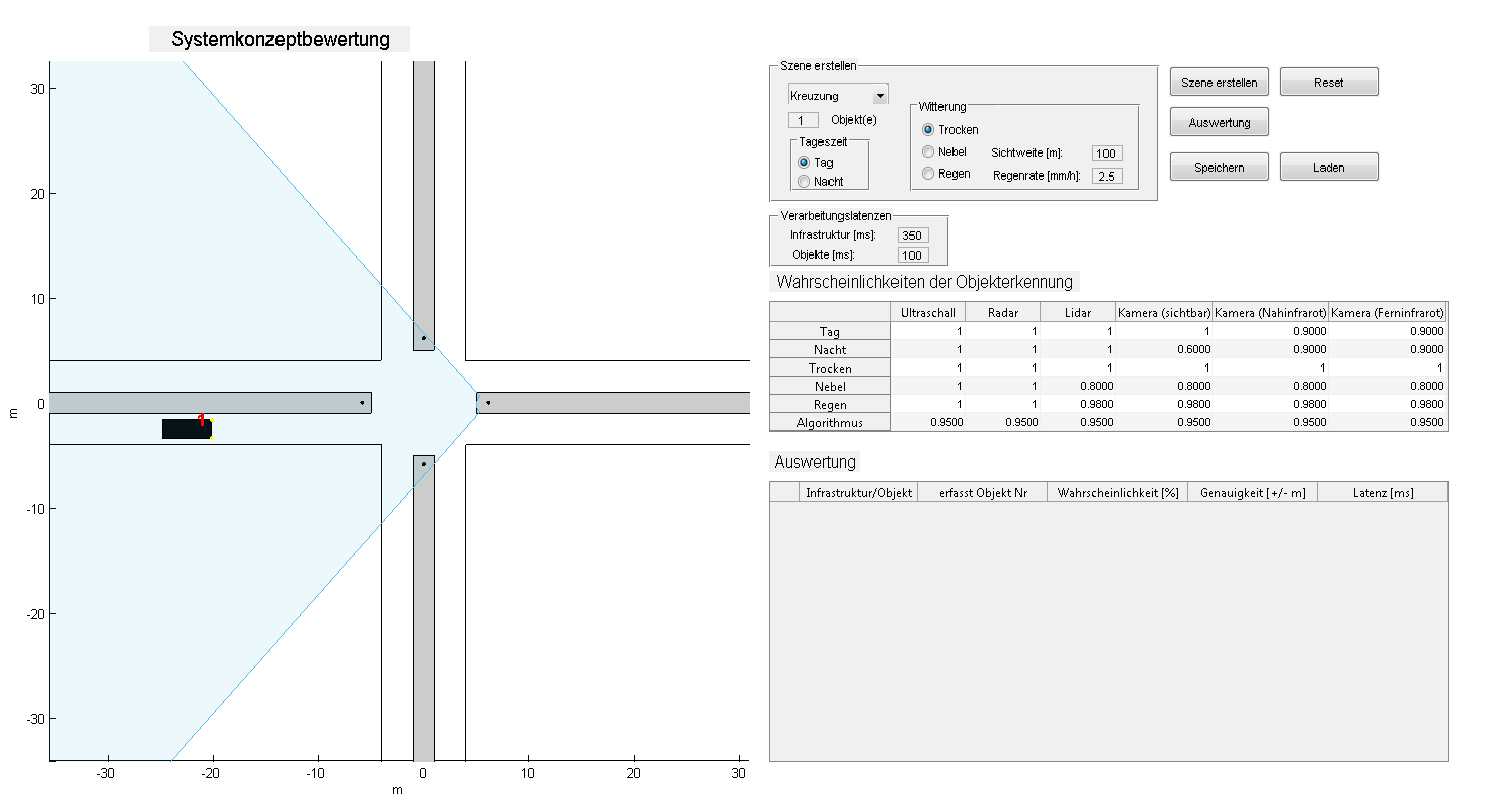 Systemkonzeptbewertung
30
20
10
0
-10
-20
-30
m
1
-30
-20
-10
0
10
20
30
m
Szene erstellen
Kreuzung
1 Objekt(e)
Tageszeit
Tag
Nacht
Witterung
Trocken
Nebel Sichtweite [m]: 100
Regen Regenrate [mm/h]: 2.5
Szene erstellen Reset
Auswertung
Speichern Laden
Verarbeitungslatenzen
Infrastruktur [ms]: 350
Objekte [ms]: 100
Wahrscheinlichkeiten der Objekterkennung
Ultraschall Radar Lidar Kamera (sichtbar) Kamera (Nahinfrarot) Kamera (Ferninfrarot)
Tag 1 1 1 1 0.9000 0.9000
Nacht 1 1 1 0.6000 0.9000 0.9000
Trocken 1 1 1 1 1 1
Nebel 1 1 0.8000 0.8000 0.8000 0.8000
Regen 1 1 0.9800 0.9800 0.9800 0.9800
Algorithmus 0.9500 0.9500 0.9500 0.9500 0.9500 0.9500
Auswertung
Infrastruktur/Objekt erfasst Objekt Nr Wahrscheinlichkeit [%] Genauigkeit [+/- m] Latenz [ms]